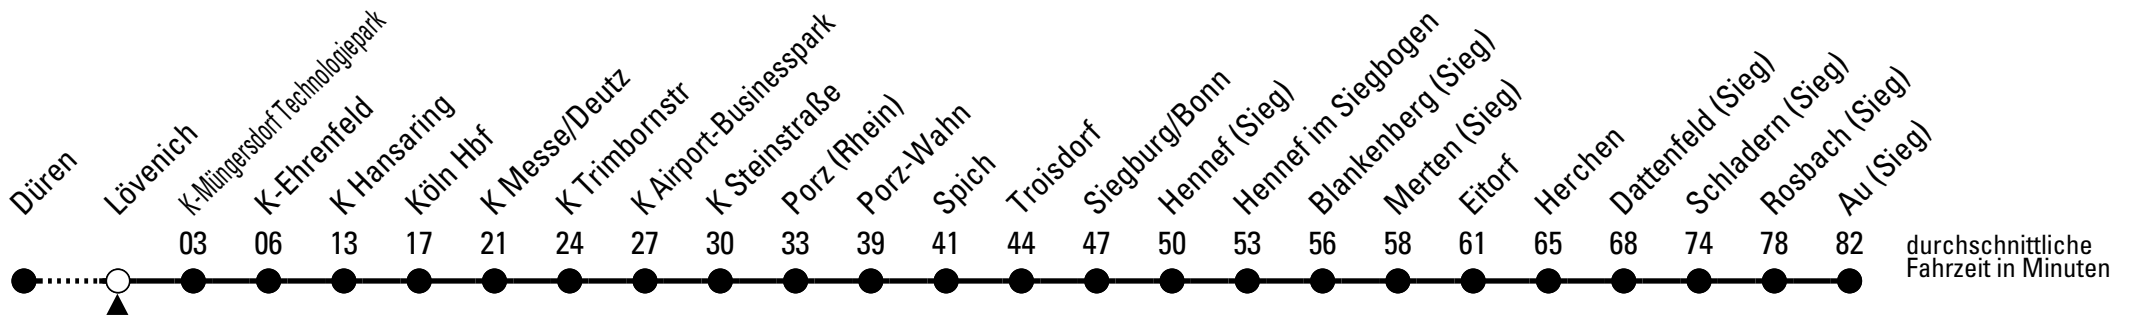 Düren
Lövenich
K-Müngersdorf Technologiepark
K-Ehrenfeld
K Hansaring
Köln Hbf
K Messe/Deutz
K Trimbornstr
K Airport-Businesspark
K Steinstraße
Porz (Rhein)
Porz-Wahn
Spich
Troisdorf
Siegburg/Bonn
Hennef (Sieg)
Hennef im Siegbogen
Blankenberg (Sieg)
Merten (Sieg)
Eitorf
Herchen
Dattenfeld (Sieg)
Schladern (Sieg)
Rosbach (Sieg)
Au (Sieg)
03 06 13 17 21 24 27 30 33 39 41 44 47 50 53 56 58 61 65 68 74 78 82
durchschnittliche
Fahrzeit in Minuten